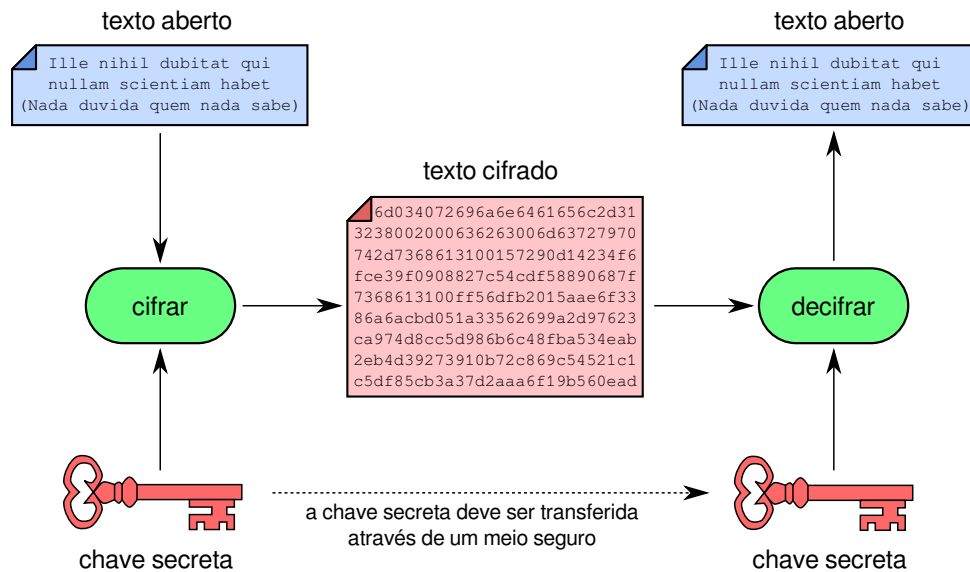 texto aberto
Ille nihil dubitat qui
nullam scientiam habet
(Nada duvida quem nada sabe)
texto aberto
Ille nihil dubitat qui
nullam scientiam habet
(Nada duvida quem nada sabe)
texto cifrado
6d034072696a6e6461656c2d31
3238002000636263006d63727970
742d7368613100157290d14234f6
fce39f0908827c54cdf58890687f
7368613100ff56dfb2015aae6f33
86a6acbd051a33562699a2d97623
ca974d8cc5d986b6c48fba534eab
2eb4d39273910b72c869c54521c1
c5df85cb3a37d2aaa6f19b560ead
cifrar
decifrar
a chave secreta deve ser transferida
através de um meio seguro
chave secreta
chave secreta